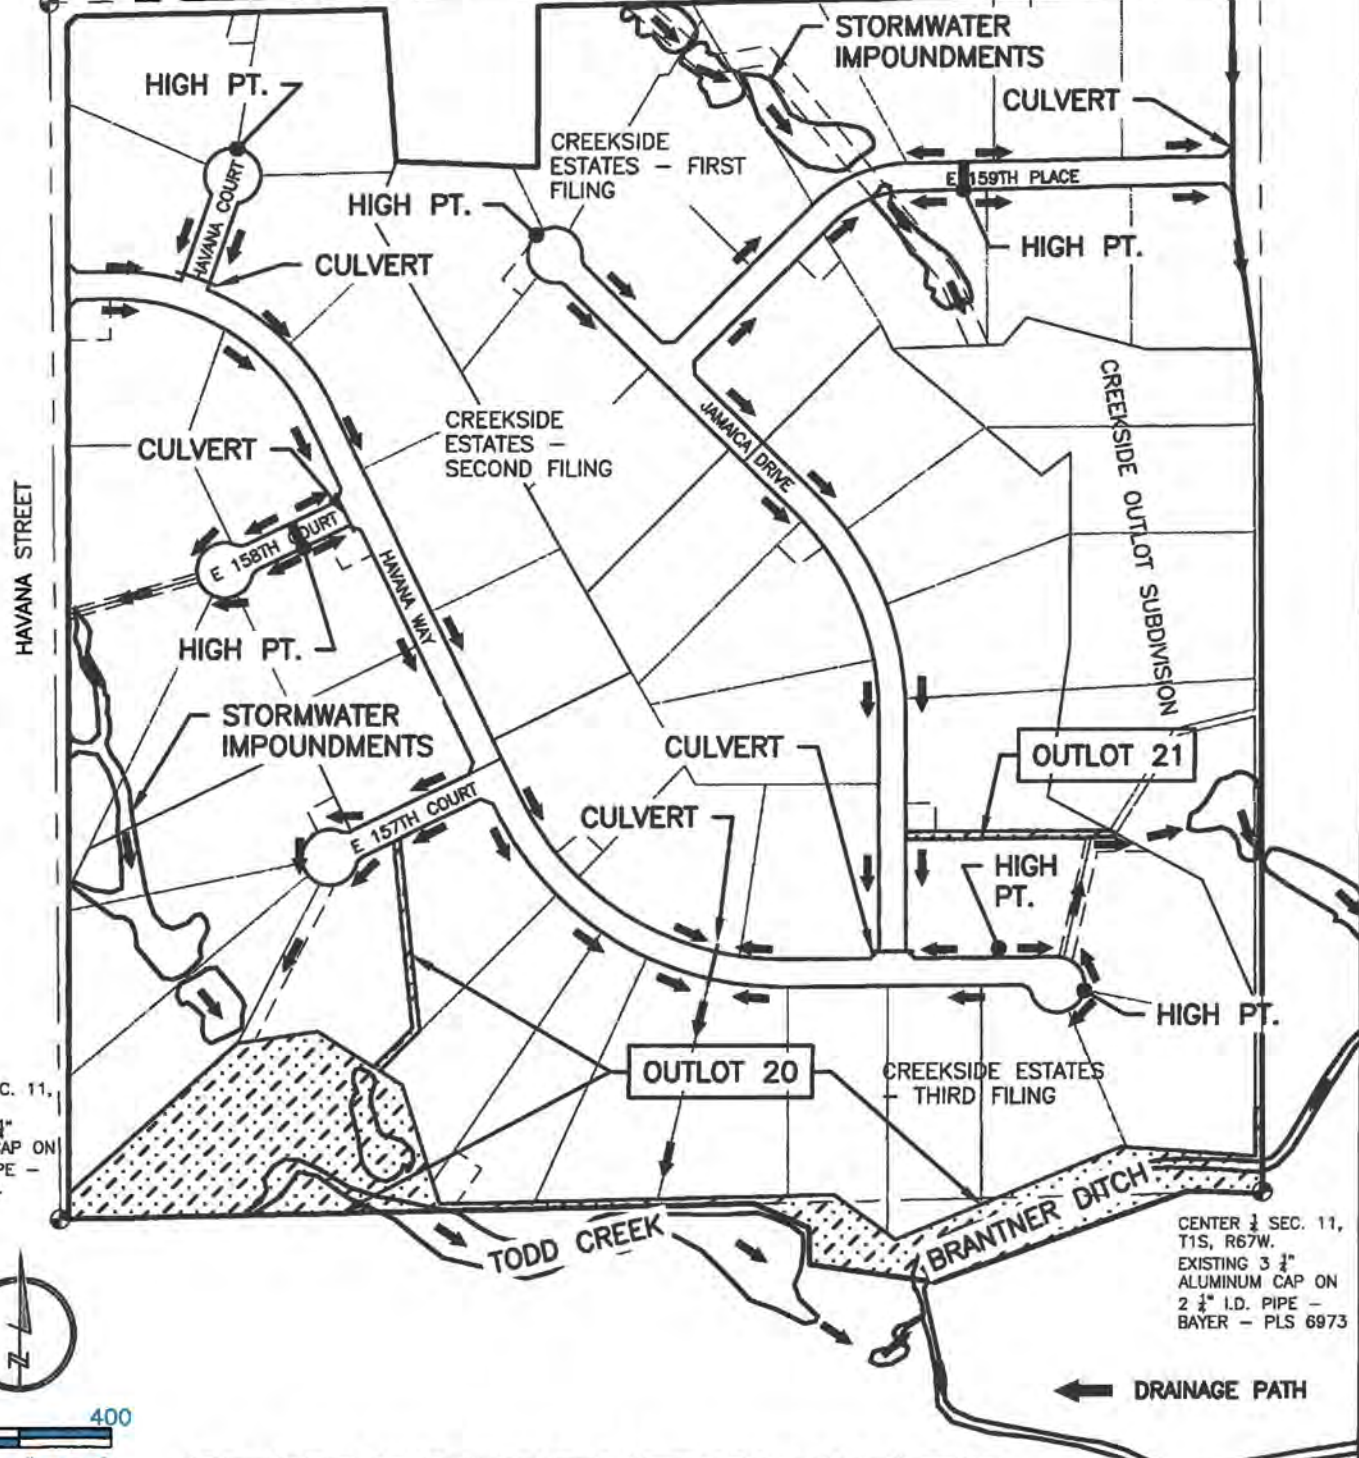 STORMWATER
IMPOUNDMENTS
HIGH PT.
CULVERT
CREEKSIDE
ESTATES – FIRST
FILING
HAVANA COURT
E 159TH PLACE
HIGH PT.
HIGH PT.
CULVERT
CREEKSIDE OUTLOT SUBDIVISION
JAMAICA DRIVE
CREEKSIDE
ESTATES –
SECOND FILING
CULVERT
HAVANA STREET
E 158TH COURT
HAVANA WAY
HIGH PT.
STORMWATER
IMPOUNDMENTS
CULVERT
OUTLOT 21
E 157TH COURT
CULVERT
HIGH
PT.
HIGH PT.
OUTLOT 20
CREEKSIDE ESTATES
– THIRD FILING
C. 11,
AP ON
PE –
BRANTNER DITCH
TODD CREEK
CENTER ¼ SEC. 11,
T1S, R67W.
EXISTING 3 ¼"
ALUMINUM CAP ON
2 ½" I.D. PIPE –
BAYER – PLS 6973
N
DRAINAGE PATH
400